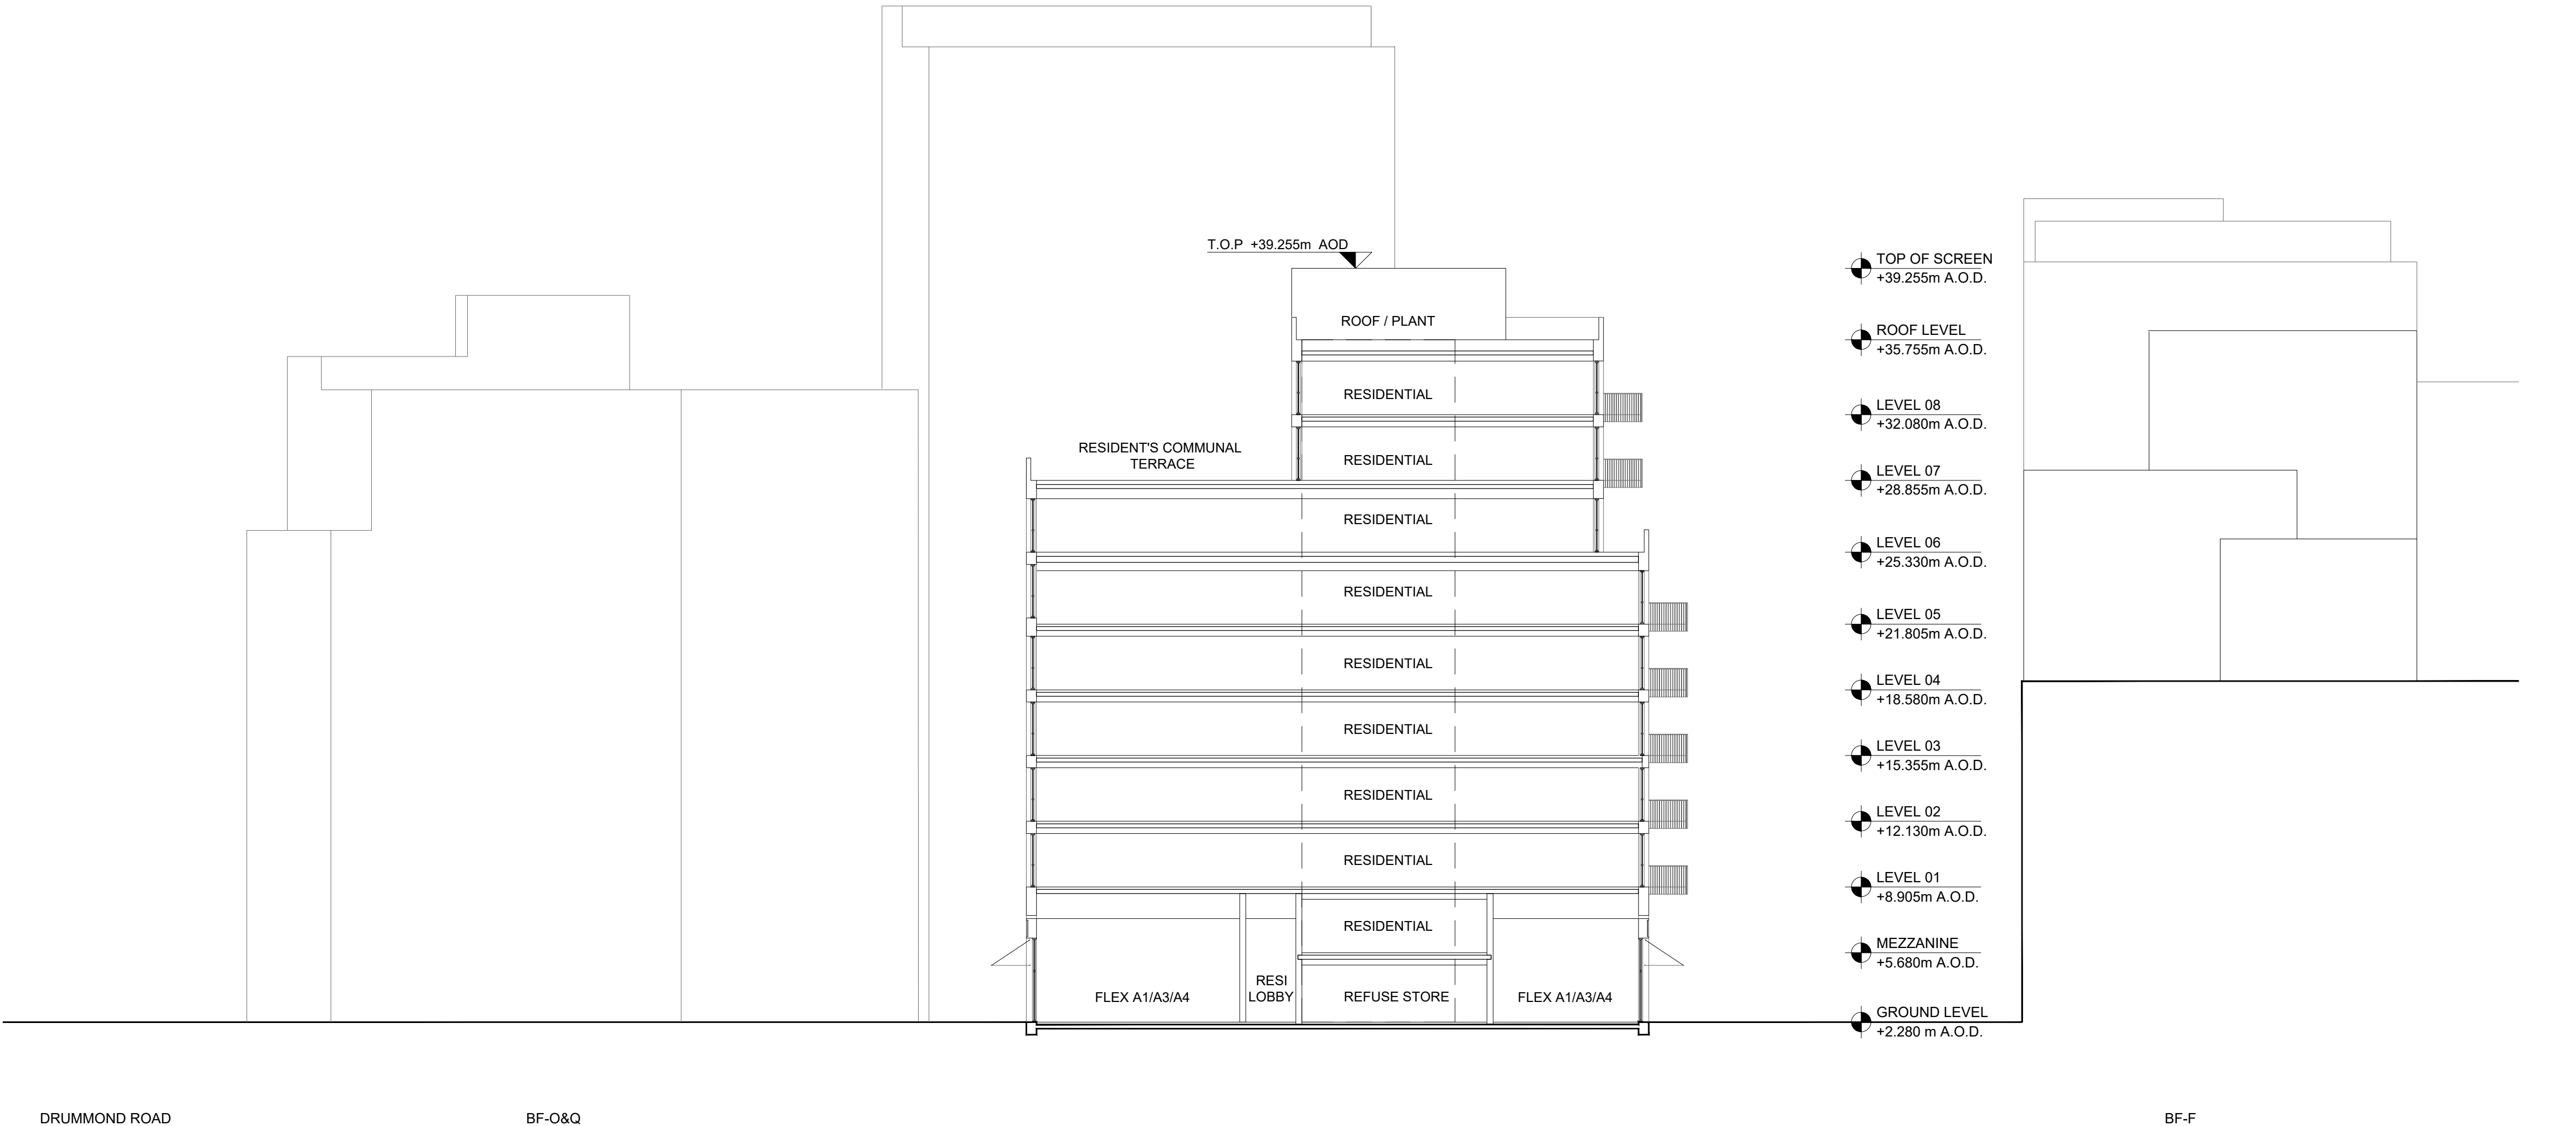 T.O.P +39.255m AOD
ROOF / PLANT
RESIDENTIAL
RESIDENT'S COMMUNAL
TERRACE
RESIDENTIAL
RESIDENTIAL
RESIDENTIAL
RESIDENTIAL
RESIDENTIAL
RESIDENTIAL
RESIDENTIAL
RESIDENTIAL
FLEX A1/A3/A4
RESI
LOBBY
REFUSE STORE
FLEX A1/A3/A4
TOP OF SCREEN
+39.255m A.O.D.
ROOF LEVEL
+35.755m A.O.D.
LEVEL 08
+32.080m A.O.D.
LEVEL 07
+28.855m A.O.D.
LEVEL 06
+25.330m A.O.D.
LEVEL 05
+21.805m A.O.D.
LEVEL 04
+18.580m A.O.D.
LEVEL 03
+15.355m A.O.D.
LEVEL 02
+12.130m A.O.D.
LEVEL 01
+8.905m A.O.D.
MEZZANINE
+5.680m A.O.D.
GROUND LEVEL
+2.280 m A.O.D.
DRUMMOND ROAD
BF-O&Q
BF-F